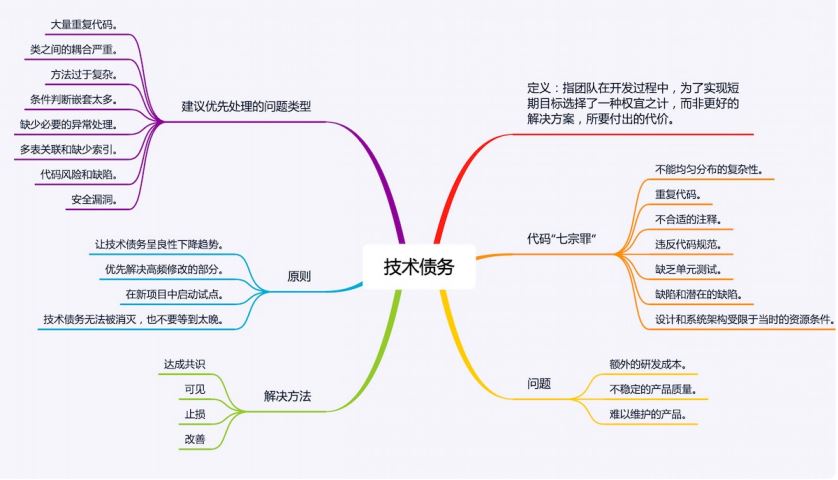 技术债务
定义：指团队在开发过程中，为了实现短
期目标选择了一种权宜之计，而非更好的
解决方案，所要付出的代价。
代码“七宗罪”
不能均匀分布的复杂性。
重复代码。
不合适的注释。
违反代码规范。
缺乏单元测试。
缺陷和潜在的缺陷。
设计和系统架构受限于当时的资源条件。
问题
额外的研发成本。
不稳定的产品质量。
难以维护的产品。
建议优先处理的问题类型
大量重复代码。
类之间的耦合严重。
方法过于复杂。
条件判断嵌套太多。
缺少必要的异常处理。
多表关联和缺少索引。
代码风险和缺陷。
安全漏洞。
原则
让技术债务呈良性下降趋势。
优先解决高频修改的部分。
在新项目中启动试点。
技术债务无法被消灭，也不要等到太晚。
解决方法
达成共识
可见
止损
改善